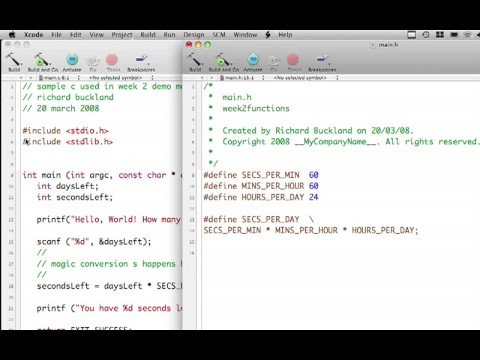 Xcode File Edit View Project Build Run Design SCM Window Help
main.h
Build Build and Go Activate Fix Tasks Breakpoints
Build Build and Go Activate Fix Tasks Breakpoints
main.c:8:1 <No selected symbol>
main.h:15:1 <No selected symbol>
// sample c used in week 2 demo
// richard buckland
// 20 march 2008
#include <stdio.h>
#include <stdlib.h>
int main (int argc, const char *
int daysLeft;
int secondsLeft;
printf("Hello, World! How many
scanf ("%d", &daysLeft);
//
// magic conversion s happens
//
secondsLeft = daysLeft * SECS_
printf ("You have %d seconds
return EXIT_SUCCESS;
/*
* main.h
* week2functions
*
* Created by Richard Buckland on 20/03/08.
* Copyright 2008 __MyCompanyName__. All rights reserved.
*
*/
#define SECS_PER_MIN 60
#define MINS_PER_HOUR 60
#define HOURS_PER_DAY 24
#define SECS_PER_DAY \
SECS_PER_MIN * MINS_PER_HOUR * HOURS_PER_DAY;